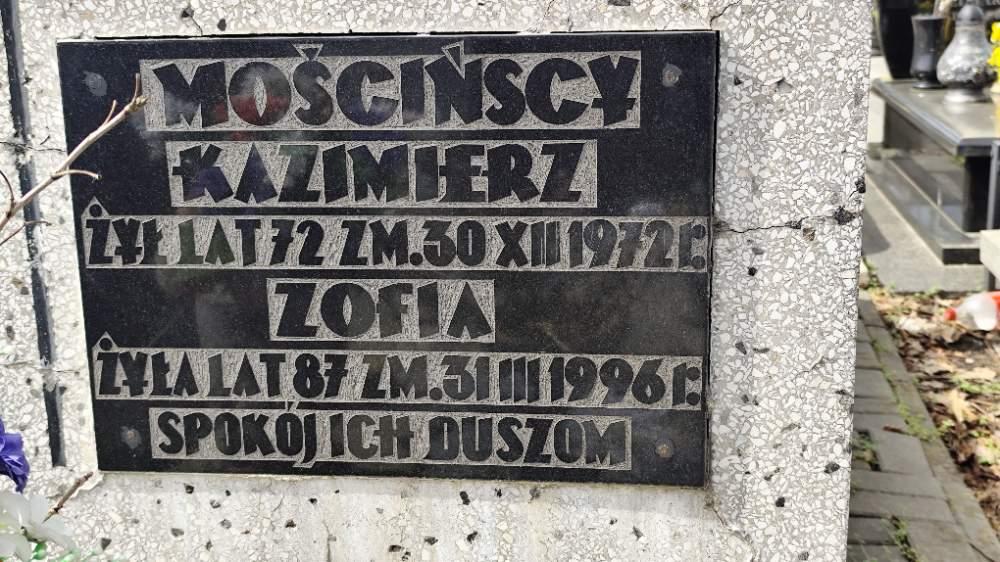 MOŚCIŃSCY
KAZIMIERZ
ŻYŁ LAT 72 ZM. 30 XII 1972 r.
ZOFIA
ŻYŁA LAT 87 ZM. 31 III 1996 r.
SPOKÓJ ICH DUSZOM